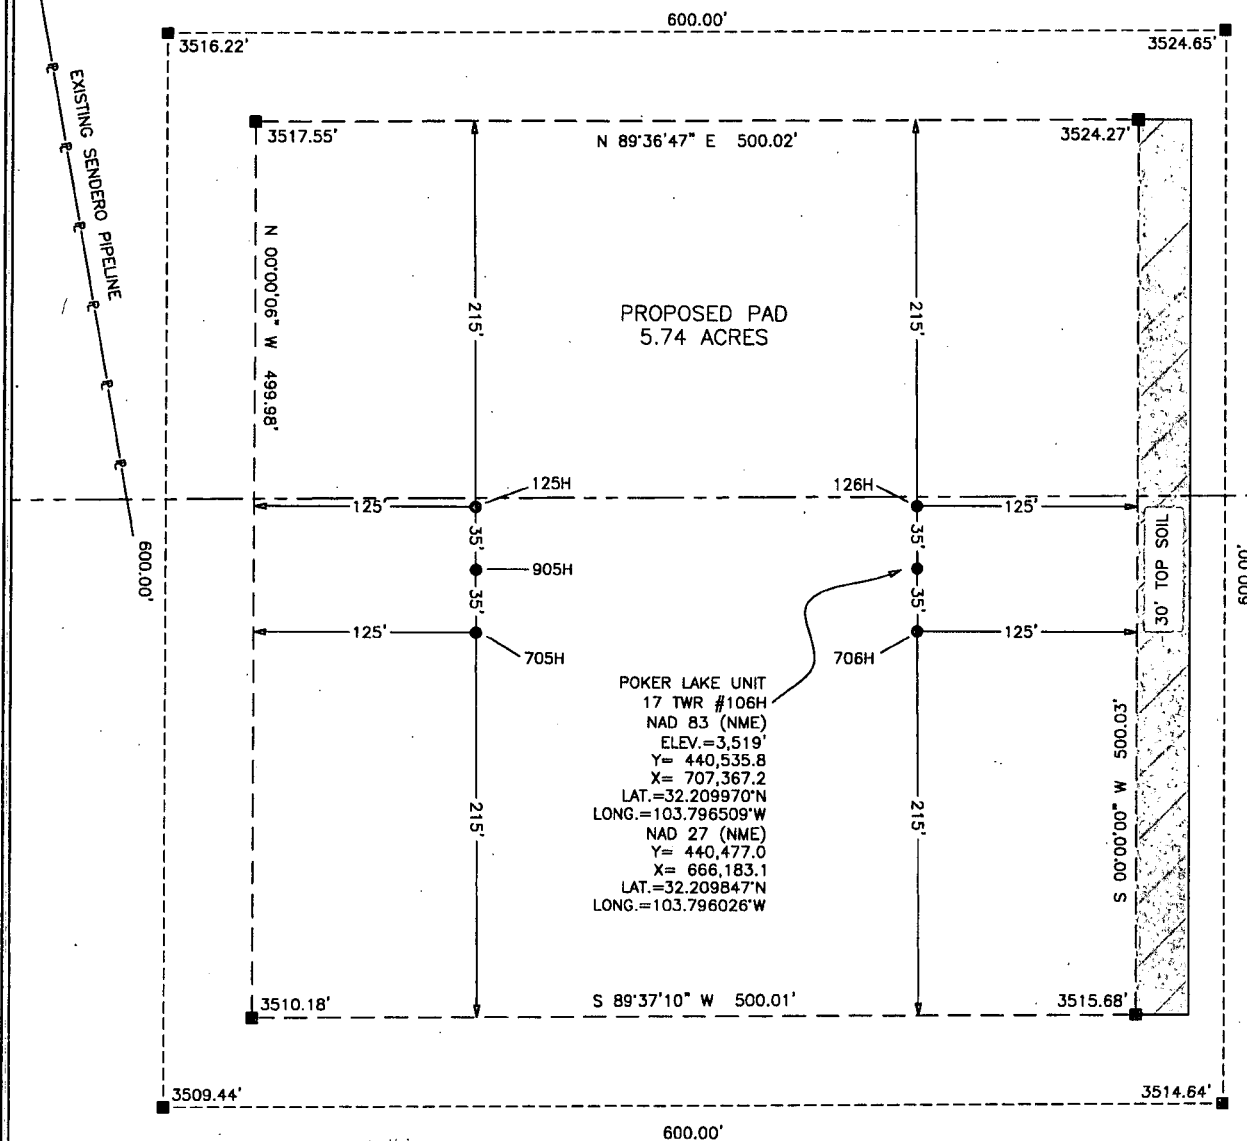 600.00'
3516.22'
3524.65'
EXISTING SENDERO PIPELINE
3517.55'
N 89°36'47" E 500.02'
3524.27'
N 00°00'06" W 499.98'
215'
215'
PROPOSED PAD
5.74 ACRES
125H
126H
125'
125'
35'
35'
600.00'
905H
30' TOP SOIL
600.00'
35'
35'
125'
125'
705H
706H
POKER LAKE UNIT
17 TWR #106H
NAD 83 (NME)
ELEV.=3,519'
Y= 440,535.8
X= 707,367.2
LAT.=32.209970°N
LONG.=103.796509°W
NAD 27 (NME)
Y= 440,477.0
X= 666,183.1
LAT.=32.209847°N
LONG.=103.796026°W
S 00°00'00" W 500.03'
215'
215'
3510.18'
S 89°37'10" W 500.01'
3515.68'
3509.44'
3514.64'
600.00'